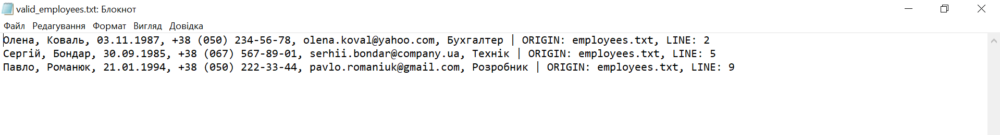 valid_employees.txt: Блокнот
Файл Редагування Формат Вигляд Довідка
Олена, Коваль, 03.11.1987, +38 (050) 234-56-78, olena.koval@yahoo.com, Бухгалтер | ORIGIN: employees.txt, LINE: 2
Сергій, Бондар, 30.09.1985, +38 (067) 567-89-01, serhii.bondar@company.ua, Технік | ORIGIN: employees.txt, LINE: 5
Павло, Романюк, 21.01.1994, +38 (050) 222-33-44, pavlo.romaniuk@gmail.com, Розробник | ORIGIN: employees.txt, LINE: 9